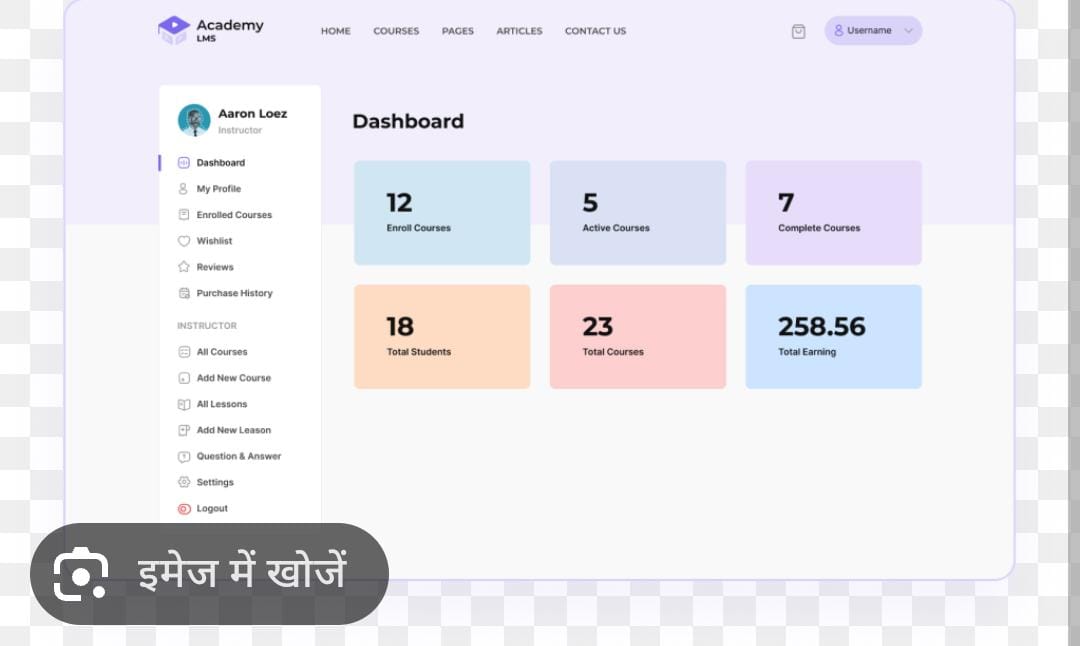 Academy
LMS
HOME COURSES PAGES ARTICLES CONTACT US
Username
Aaron Loez
Instructor
Dashboard
My Profile
Enrolled Courses
Wishlist
Reviews
Purchase History
INSTRUCTOR
All Courses
Add New Course
All Lessons
Add New Leason
Question & Answer
Settings
Logout
Dashboard
12
Enroll Courses
5
Active Courses
7
Complete Courses
18
Total Students
23
Total Courses
258.56
Total Earning
इमेज में खोजें